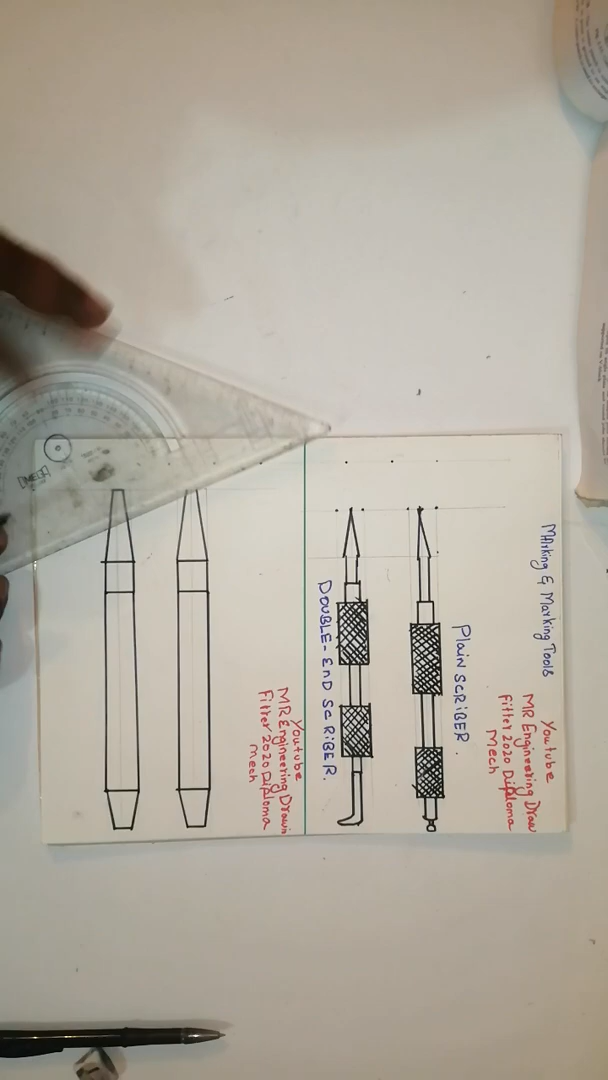 MArking & Marking Tools
Youtube
MR Engineering Draw
Fitter 2020 Diploma
Mech
Plain SCRiBER.
DOUBLE-END SCRiBER.
Youtube
MR Engineering Drawin
Fitter 2020 Diploma
Mech
OMEGA